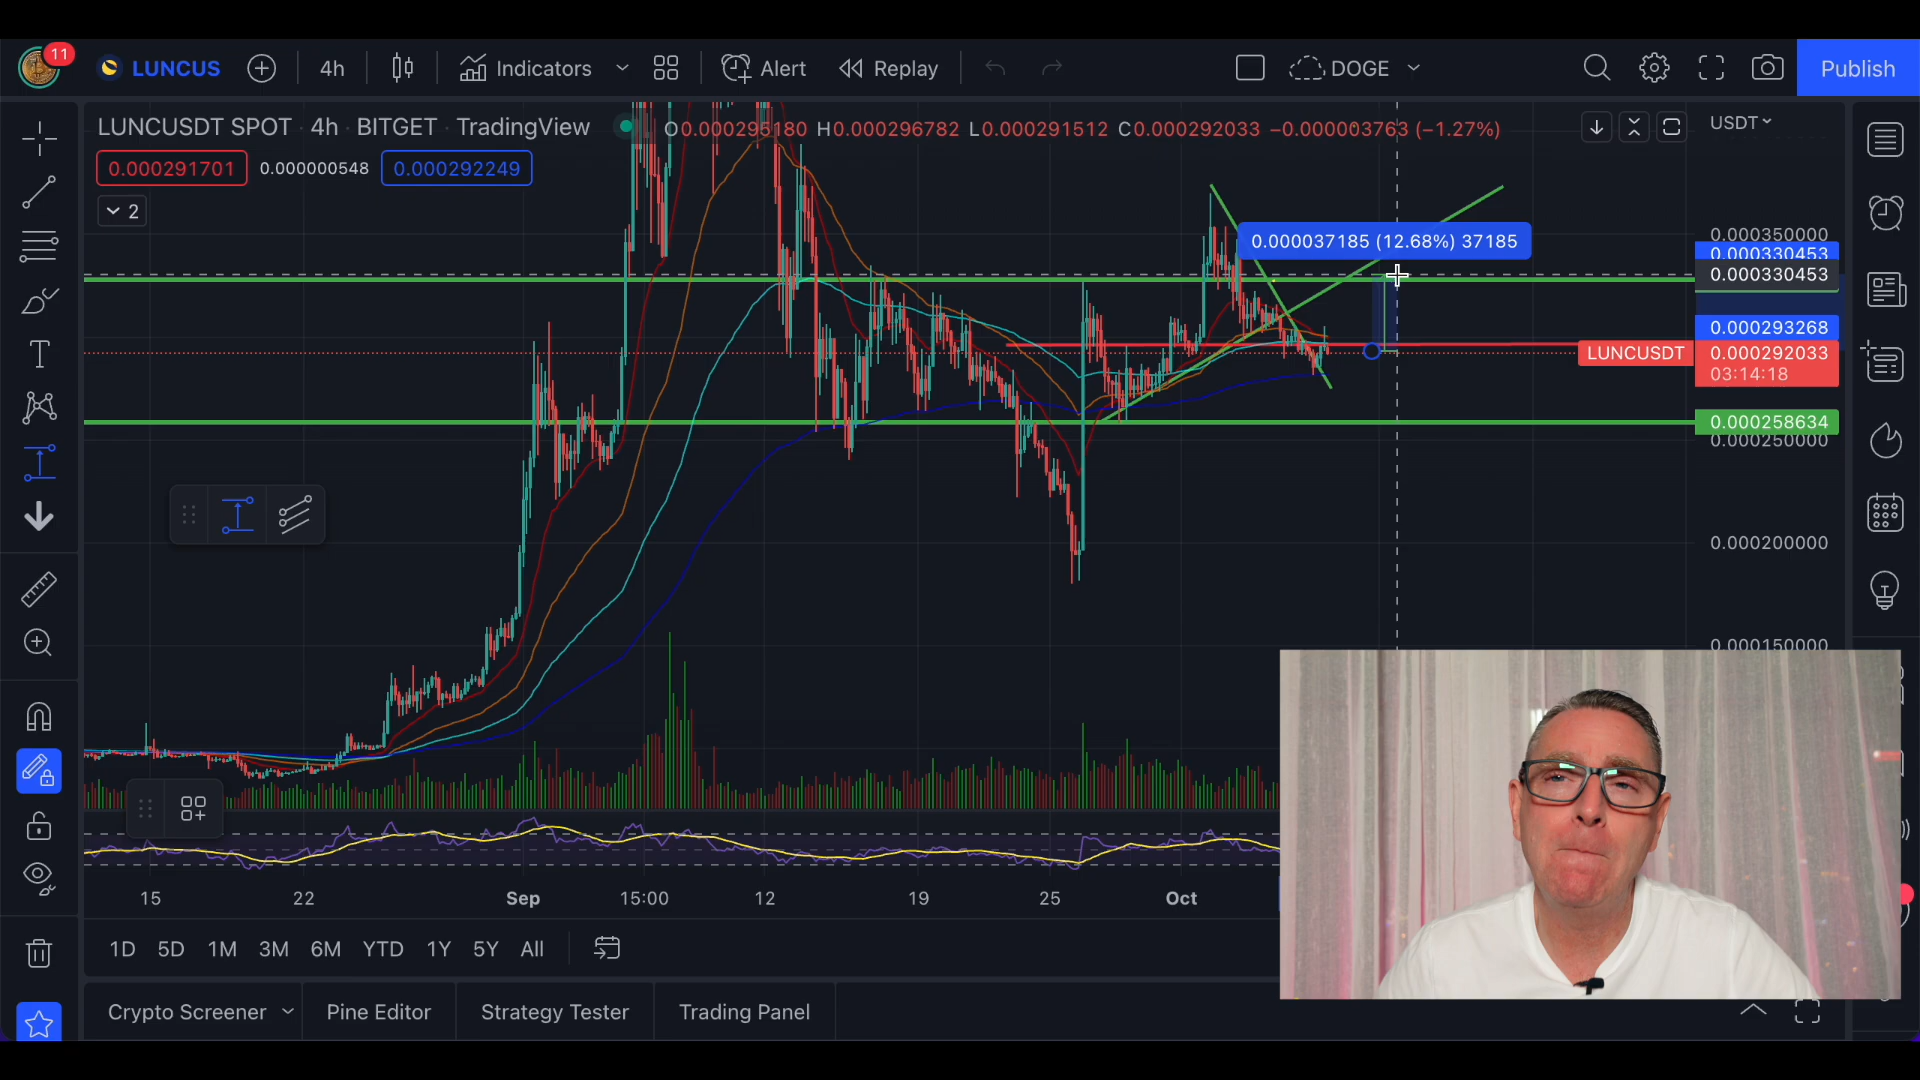 11
LUNCUS
4h
Indicators
Alert
Replay
DOGE
Publish
LUNCUSDT SPOT · 4h · BITGET · TradingView
O0.000295180 H0.000296782 L0.000291512 C0.000292033 −0.000003763 (−1.27%)
USDT
0.000291701
0.000000548
0.000292249
2
0.000037185 (12.68%) 37185
0.000350000
0.000330453
0.000330453
0.000293268
LUNCUSDT
0.000292033
03:14:18
0.000258634
0.000250000
0.000200000
0.000150000
15
22
Sep
15:00
12
19
25
Oct
1D
5D
1M
3M
6M
YTD
1Y
5Y
All
Crypto Screener
Pine Editor
Strategy Tester
Trading Panel